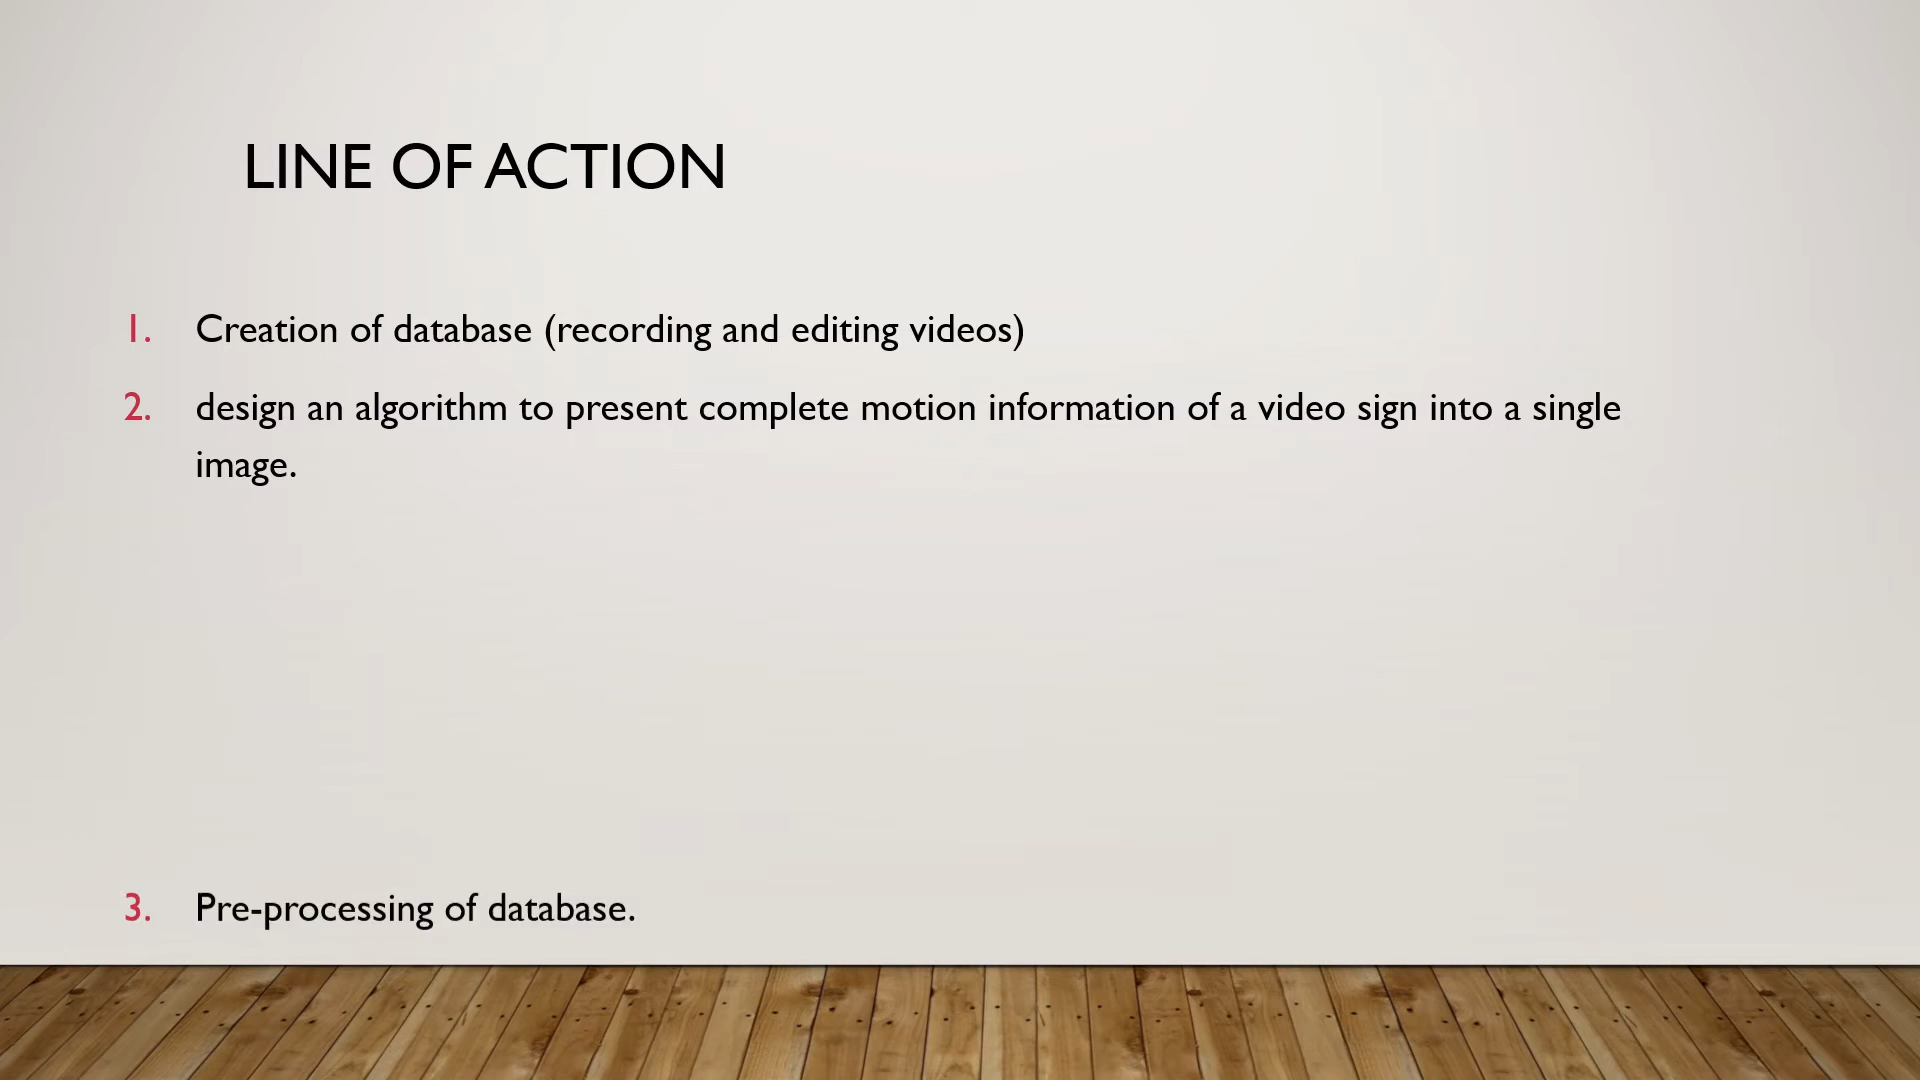 LINE OF ACTION
1. Creation of database (recording and editing videos)
2. design an algorithm to present complete motion information of a video sign into a single
image.
3. Pre-processing of database.